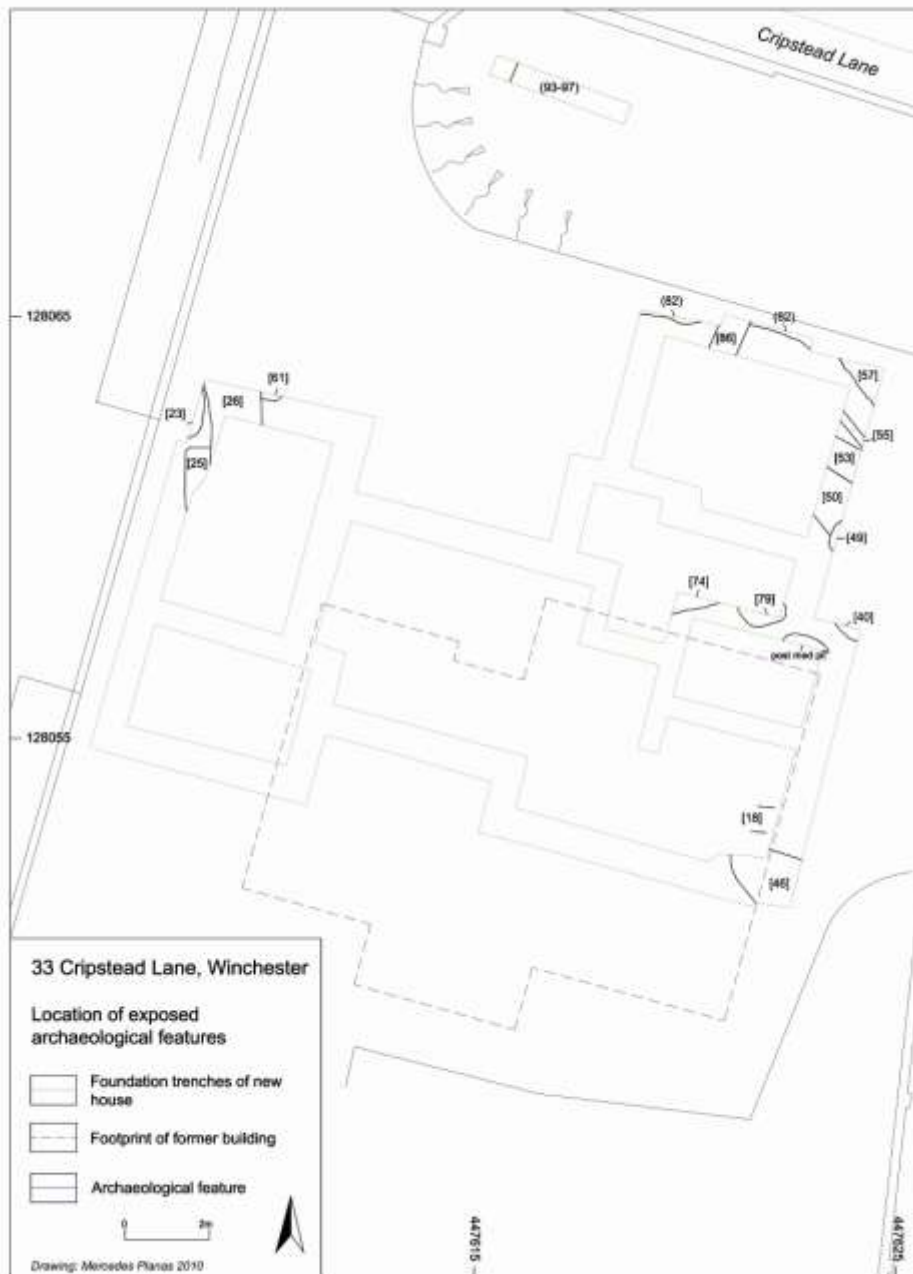 Cripstead Lane
(93-97)
128065
(82)
[86]
(82)
[57]
[55]
[53]
[50]
[49]
[61]
[26]
[23]
[25]
[74]
[79]
[40]
post med pit
128055
[18]
[46]
33 Cripstead Lane, Winchester
Location of exposed
archaeological features
Foundation trenches of new
house
Footprint of former building
Archaeological feature
0 2m
Drawing: Mercedes Planas 2010
447615
447625